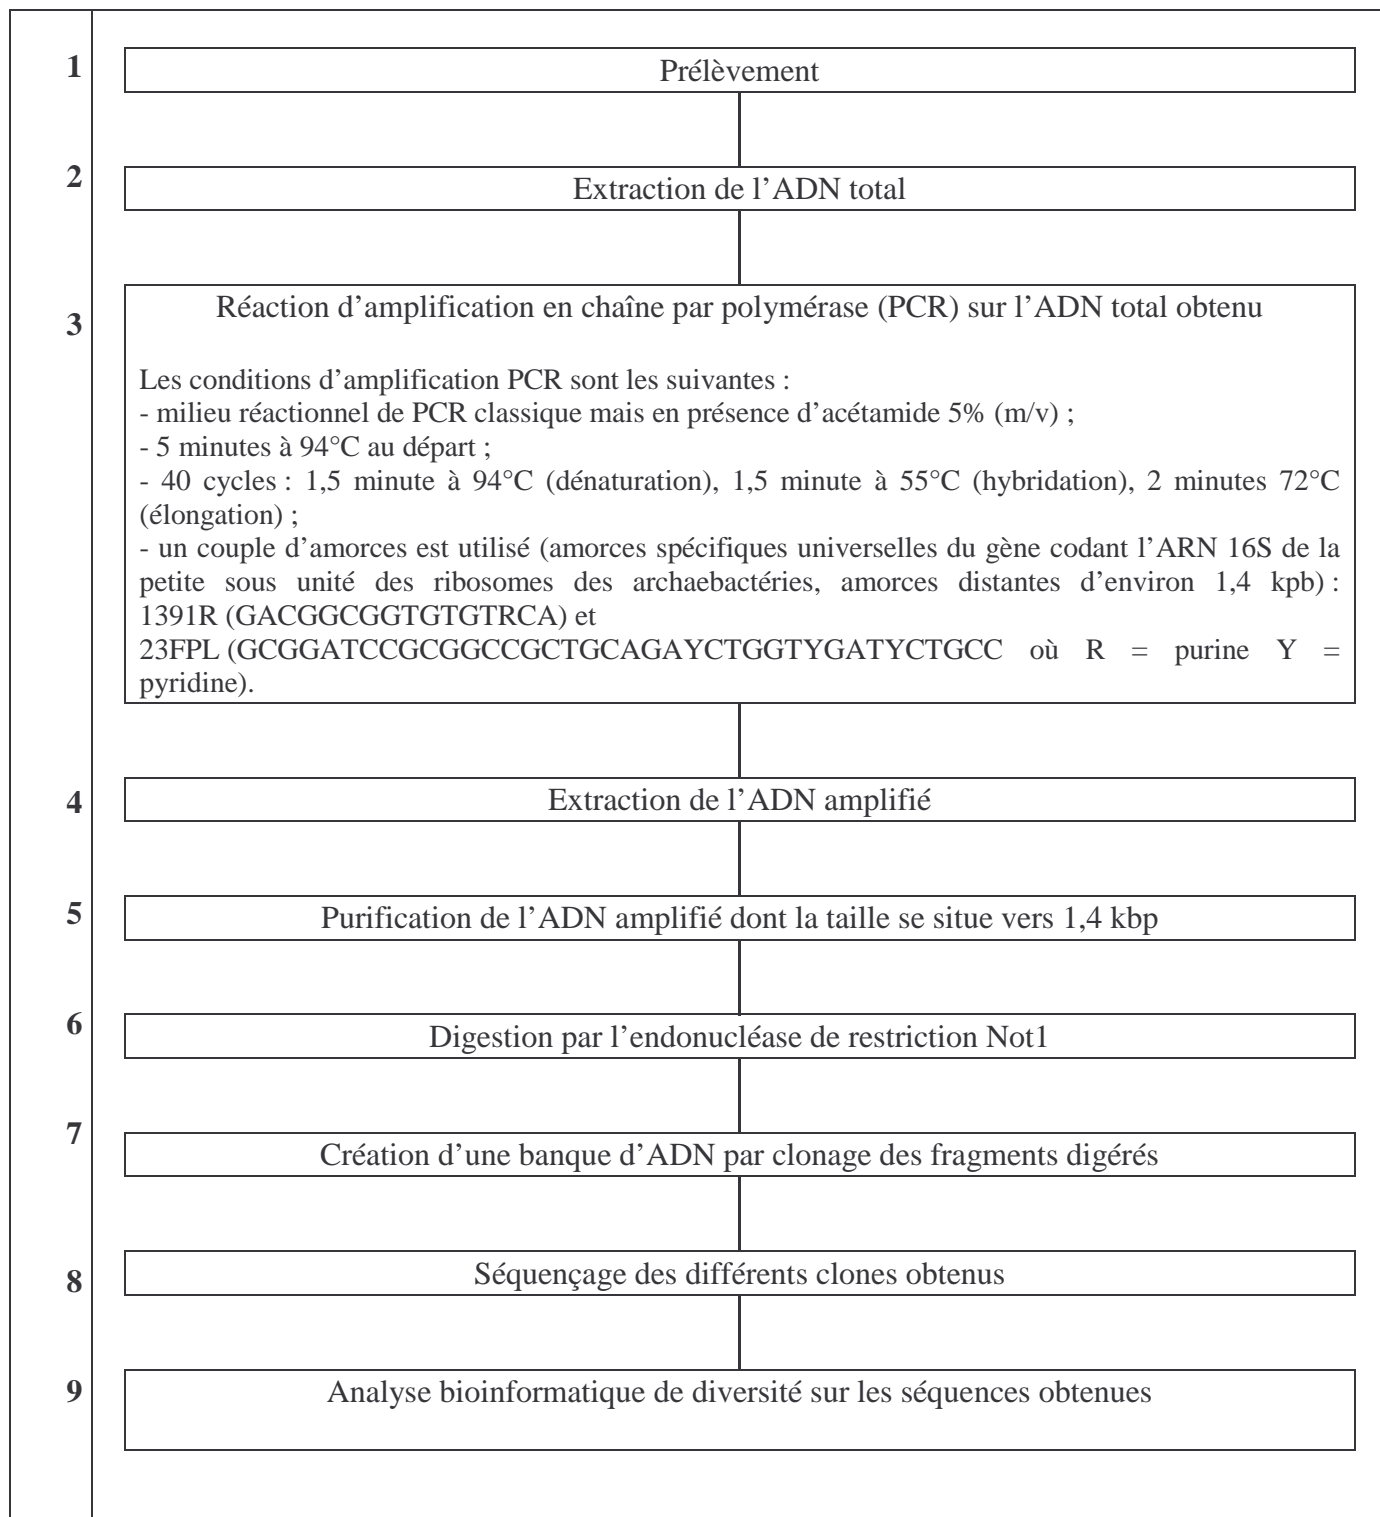 1
Prélèvement
2
Extraction de l’ADN total
3
Réaction d’amplification en chaîne par polymérase (PCR) sur l’ADN total obtenu
Les conditions d’amplification PCR sont les suivantes :
- milieu réactionnel de PCR classique mais en présence d’acétamide 5% (m/v) ;
- 5 minutes à 94°C au départ ;
- 40 cycles : 1,5 minute à 94°C (dénaturation), 1,5 minute à 55°C (hybridation), 2 minutes 72°C
(élongation) ;
- un couple d’amorces est utilisé (amorces spécifiques universelles du gène codant l’ARN 16S de la
petite sous unité des ribosomes des archaebactéries, amorces distantes d’environ 1,4 kpb) :
1391R (GACGGCGGTGTGTRCA) et
23FPL (GCGGATCCGCGGCCGCTGCAGAYCTGGTYGATYCTGCC où R = purine Y =
pyridine).
4
Extraction de l’ADN amplifié
5
Purification de l’ADN amplifié dont la taille se situe vers 1,4 kbp
6
Digestion par l’endonucléase de restriction Not1
7
Création d’une banque d’ADN par clonage des fragments digérés
8
Séquençage des différents clones obtenus
9
Analyse bioinformatique de diversité sur les séquences obtenues